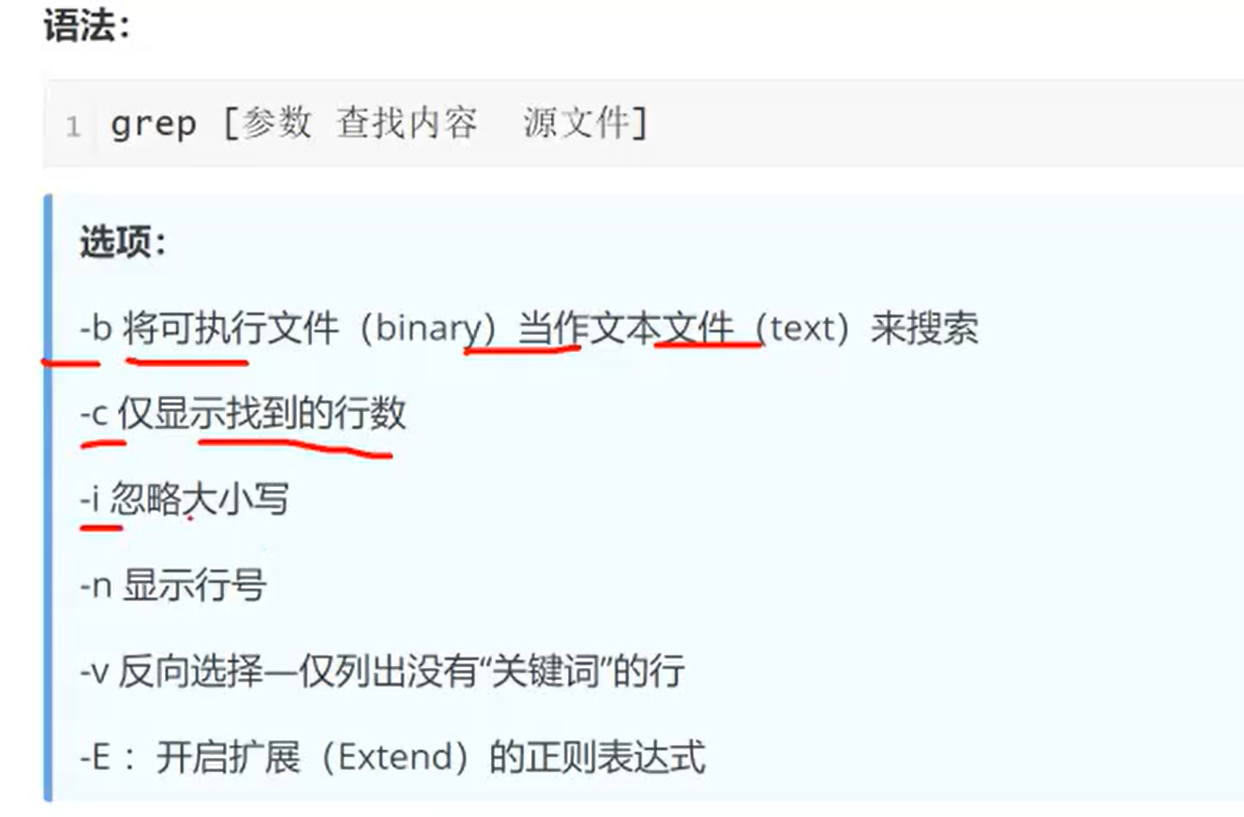 语法：
1 grep [参数 查找内容  源文件]
选项：
-b 将可执行文件（binary）当作文本文件（text）来搜索
-c 仅显示找到的行数
-i 忽略大小写
-n 显示行号
-v 反向选择—仅列出没有“关键词”的行
-E ：开启扩展（Extend）的正则表达式